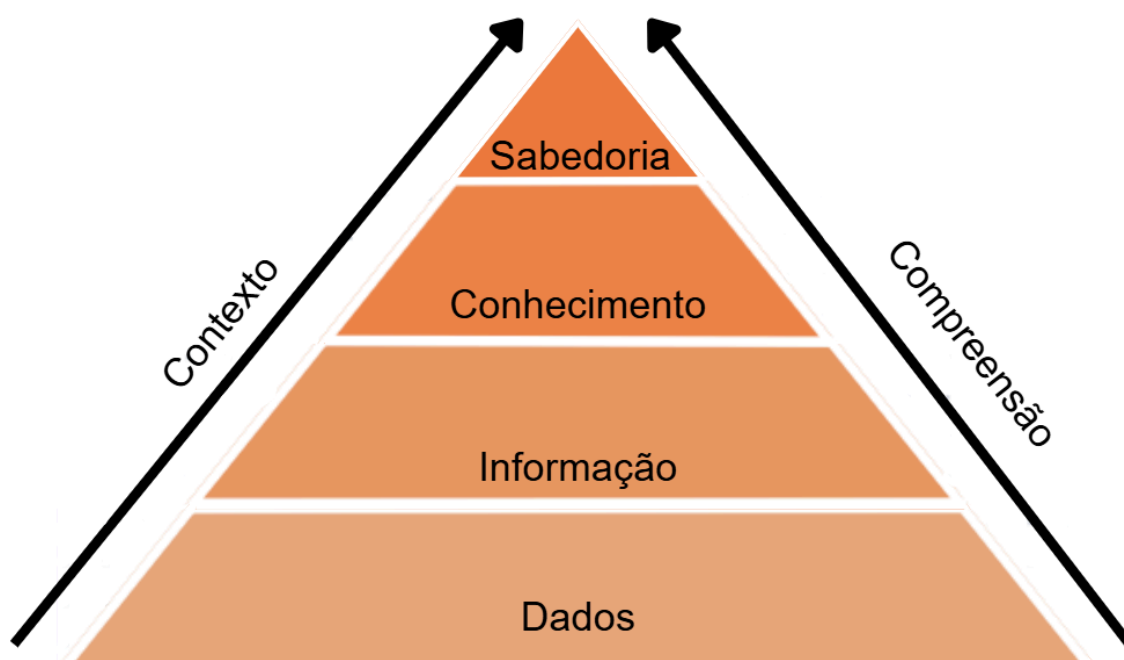 Sabedoria
Conhecimento
Informação
Dados
Contexto
Compreensão